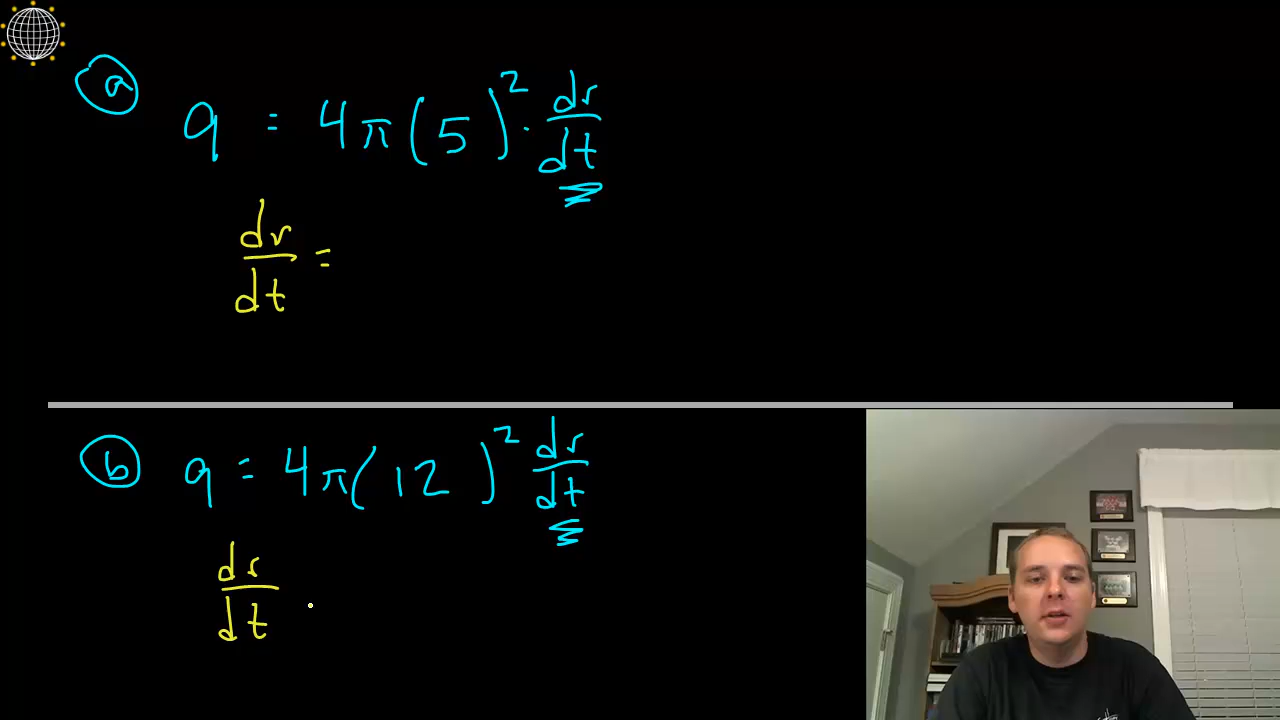 a
9 = 4π(5)² · dr/dt
dr/dt =
b
9 = 4π(12)² dr/dt
dr/dt